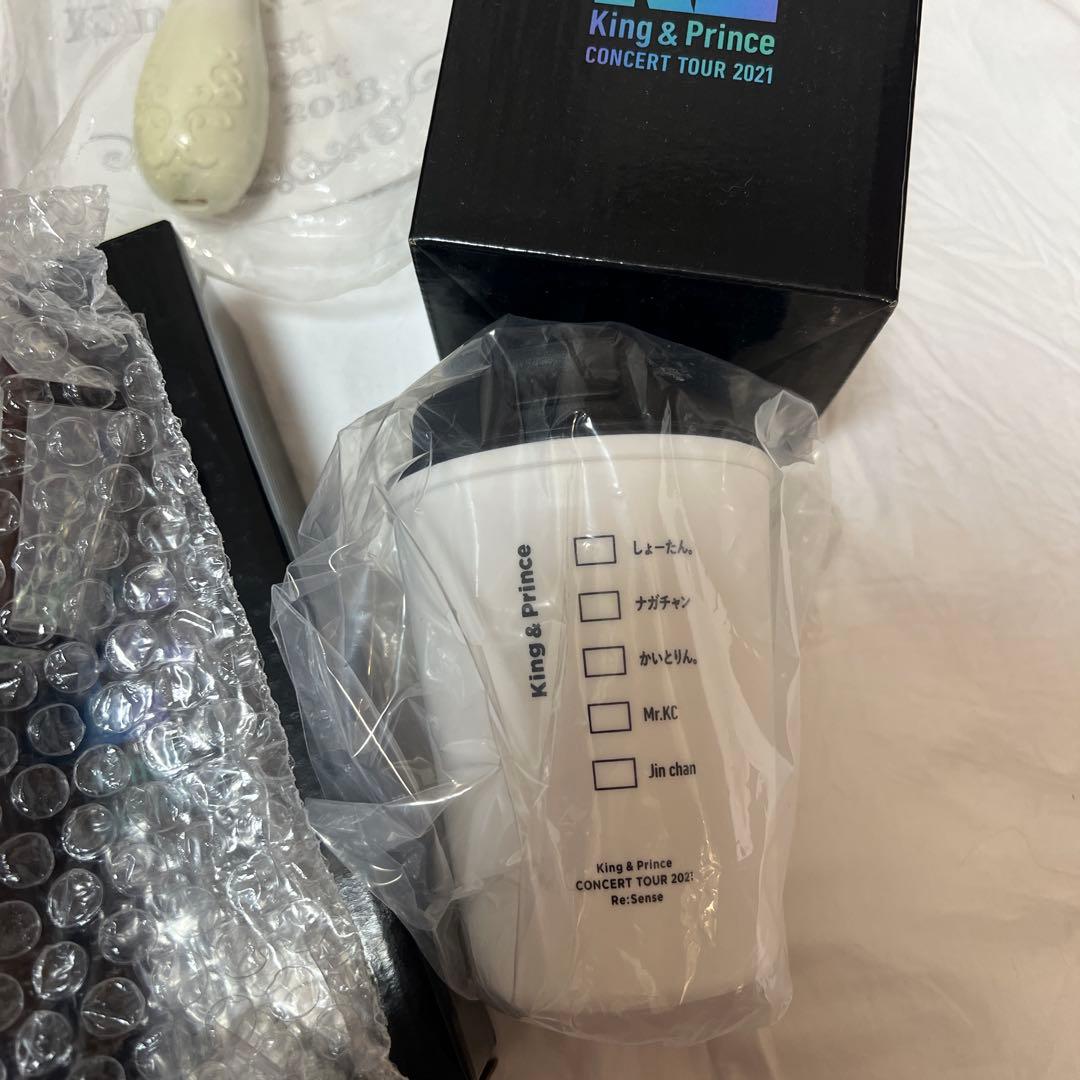 King & Prince
CONCERT TOUR 2021
King & Prince
しょーたん。
ナガチャン
かいとりん。
Mr.KC
Jin chan
King & Prince
CONCERT TOUR 2021
Re:Sense